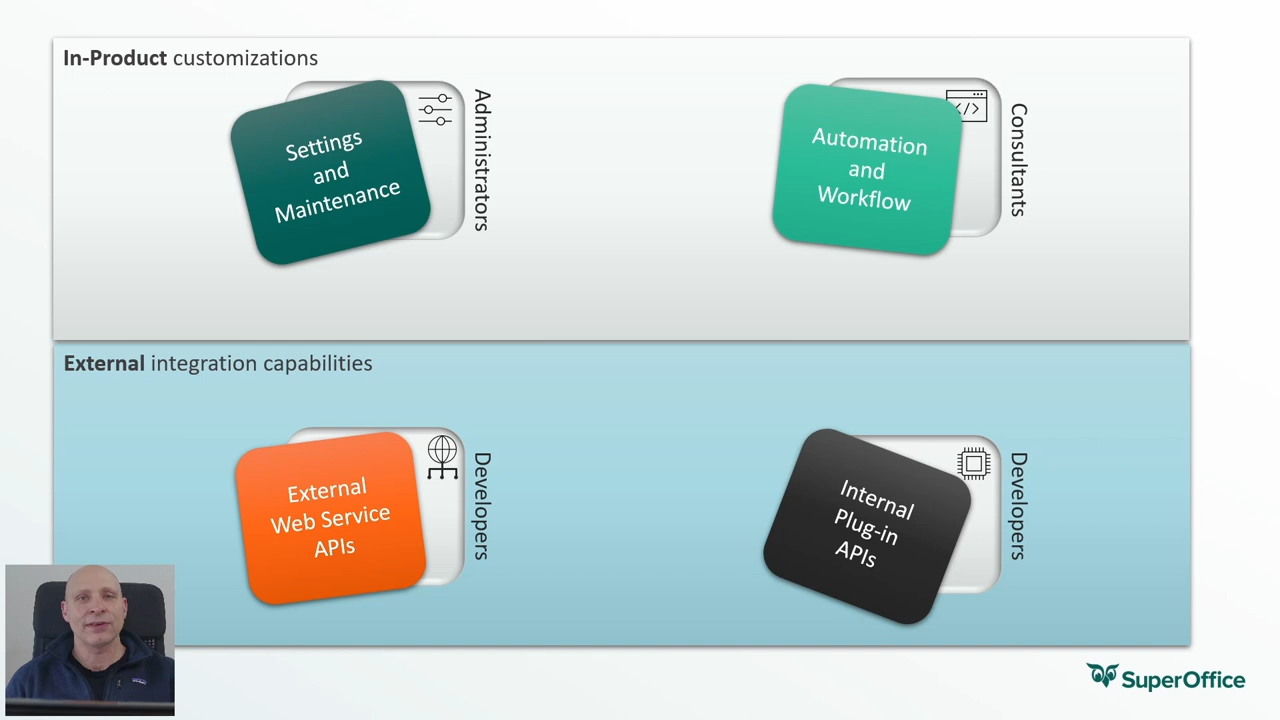 In-Product customizations
Settings
and
Maintenance
Administrators
Automation
and
Workflow
</>
Consultants
External integration capabilities
External
Web Service
APIs
Developers
Internal
Plug-in
APIs
Developers
SuperOffice